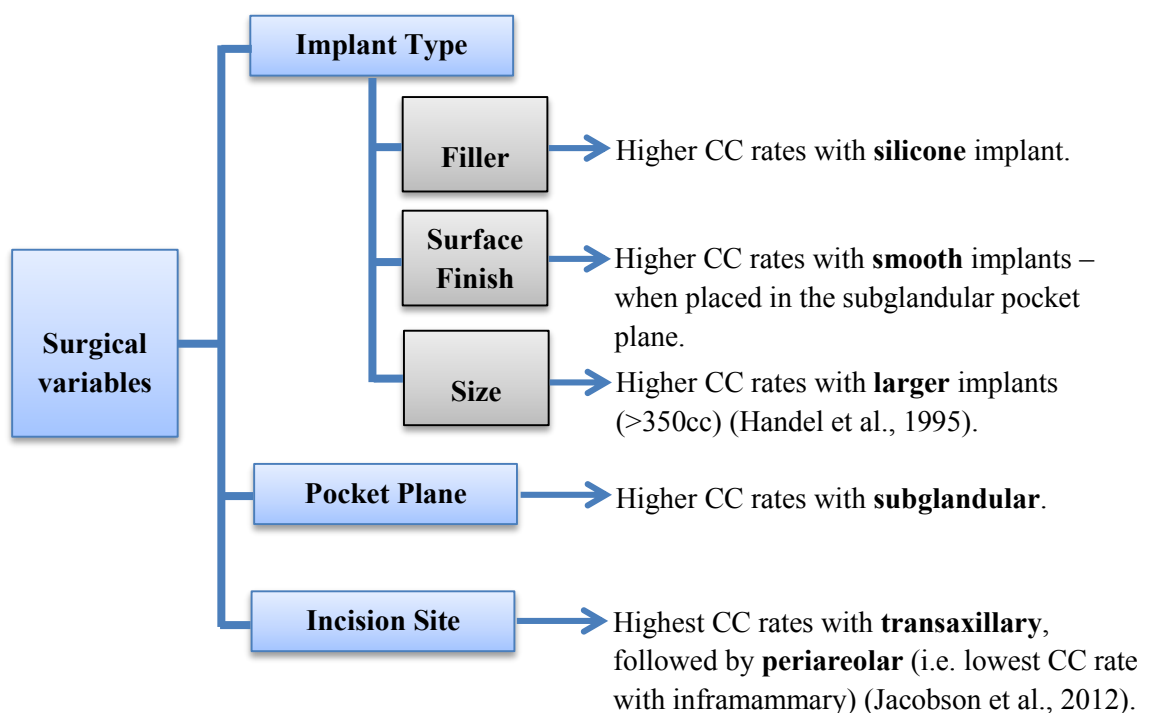 Surgical
variables
Implant Type
Filler
Higher CC rates with silicone implant.
Surface
Finish
Higher CC rates with smooth implants –
when placed in the subglandular pocket
plane.
Size
Higher CC rates with larger implants
(>350cc) (Handel et al., 1995).
Pocket Plane
Higher CC rates with subglandular.
Incision Site
Highest CC rates with transaxillary,
followed by periareolar (i.e. lowest CC rate
with inframammary) (Jacobson et al., 2012).